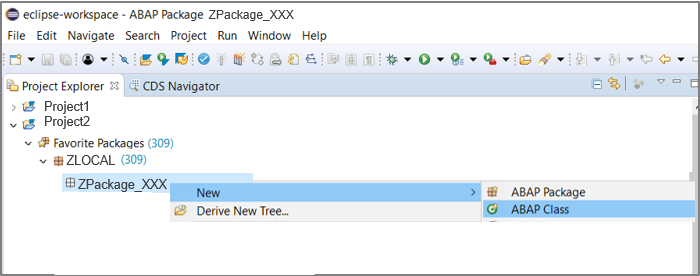 eclipse-workspace - ABAP Package ZPackage_XXX
File Edit Navigate Search Project Run Window Help
Project Explorer CDS Navigator
Project1
Project2
Favorite Packages (309)
ZLOCAL (309)
ZPackage_XXX
New
ABAP Package
Derive New Tree...
ABAP Class